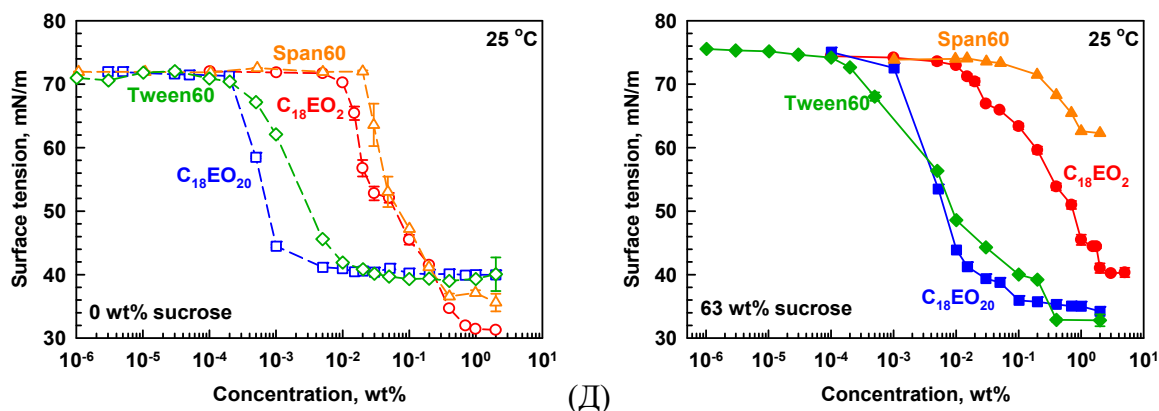 80
70
60
50
40
30
Surface tension, mN/m
25 °C
Span60
Tween60
C₁₈EO₂
C₁₈EO₂₀
0 wt% sucrose
10⁻⁶ 10⁻⁵ 10⁻⁴ 10⁻³ 10⁻² 10⁻¹ 10⁰ 10¹
Concentration, wt%
(Д)
80
70
60
50
40
30
Surface tension, mN/m
25 °C
Span60
Tween60
C₁₈EO₂
C₁₈EO₂₀
63 wt% sucrose
10⁻⁶ 10⁻⁵ 10⁻⁴ 10⁻³ 10⁻² 10⁻¹ 10⁰ 10¹
Concentration, wt%